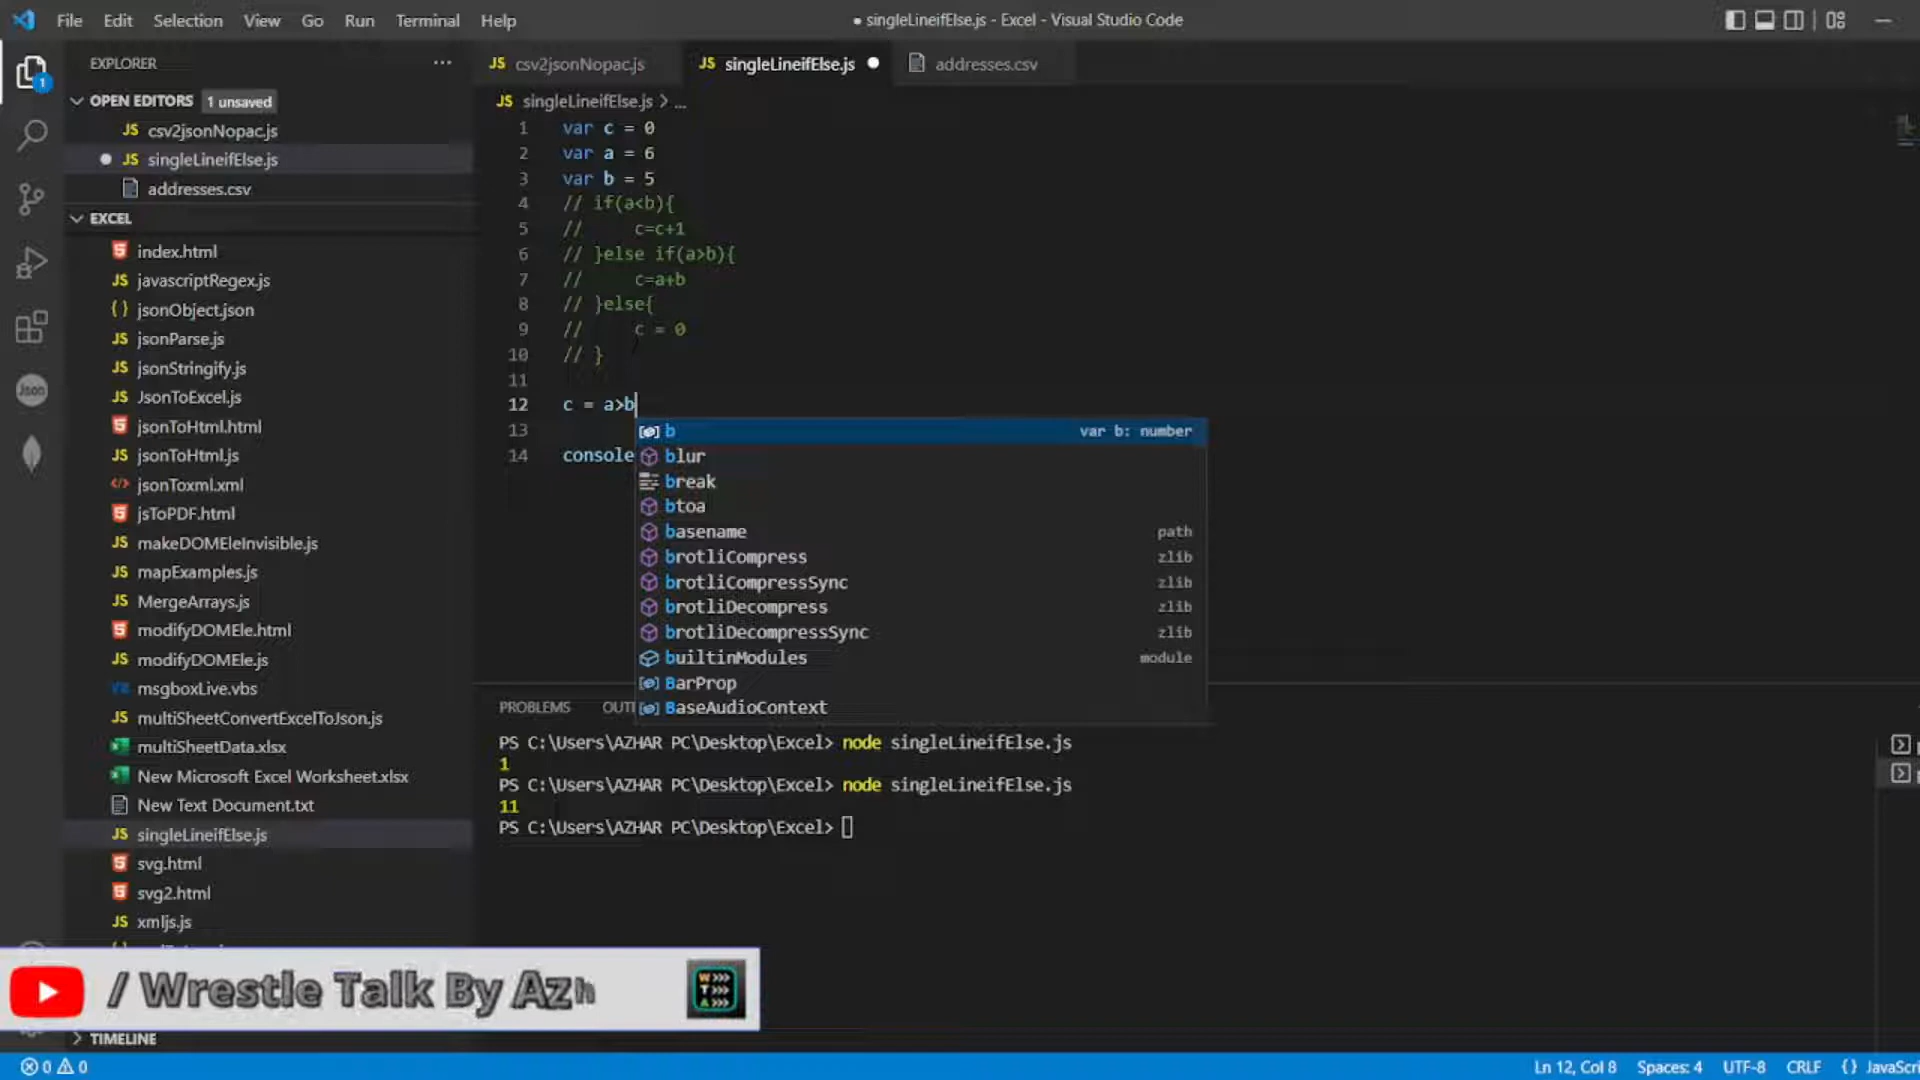 File Edit Selection View Go Run Terminal Help
● singleLineifElse.js - Excel - Visual Studio Code
EXPLORER
OPEN EDITORS 1 unsaved
JS csv2jsonNopac.js
JS singleLineifElse.js
addresses.csv
EXCEL
index.html
JS javascriptRegex.js
{} jsonObject.json
JS jsonParse.js
JS jsonStringify.js
JS JsonToExcel.js
jsonToHtml.html
JS jsonToHtml.js
jsonToxml.xml
jsToPDF.html
JS makeDOMEleInvisible.js
JS mapExamples.js
JS MergeArrays.js
modifyDOMEle.html
JS modifyDOMEle.js
msgboxLive.vbs
JS multiSheetConvertExcelToJson.js
multiSheetData.xlsx
New Microsoft Excel Worksheet.xlsx
New Text Document.txt
JS singleLineifElse.js
svg.html
svg2.html
JS xmljs.js
TIMELINE
JS csv2jsonNopac.js JS singleLineifElse.js ● addresses.csv
JS singleLineifElse.js > ...
1 var c = 0
2 var a = 6
3 var b = 5
4 // if(a<b){
5 // c=c+1
6 // }else if(a>b){
7 // c=a+b
8 // }else{
9 // c = 0
10 // }
11
12 c = a>b
13
14 console
b var b: number
blur
break
btoa
basename path
brotliCompress zlib
brotliCompressSync zlib
brotliDecompress zlib
brotliDecompressSync zlib
builtinModules module
BarProp
BaseAudioContext
PROBLEMS OUT
PS C:\Users\AZHAR PC\Desktop\Excel> node singleLineifElse.js
1
PS C:\Users\AZHAR PC\Desktop\Excel> node singleLineifElse.js
11
PS C:\Users\AZHAR PC\Desktop\Excel>
/ Wrestle Talk By Azh
W>>>
T>>>
A>>>
0 0
Ln 12, Col 8 Spaces: 4 UTF-8 CRLF {} JavaScri